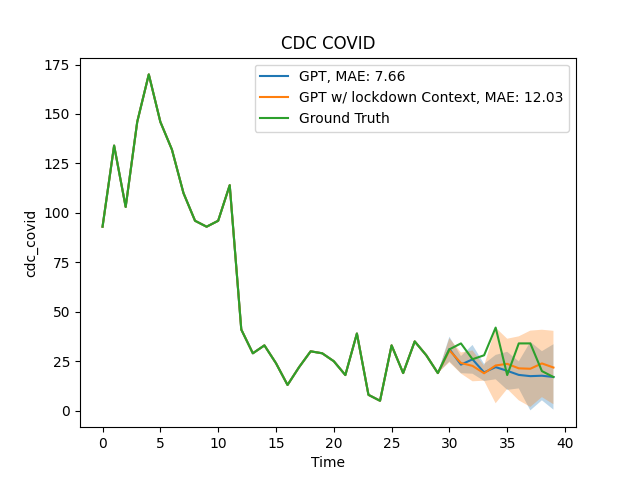 CDC COVID
GPT, MAE: 7.66
GPT w/ lockdown Context, MAE: 12.03
Ground Truth
cdc_covid
175
150
125
100
75
50
25
0
0 5 10 15 20 25 30 35 40
Time